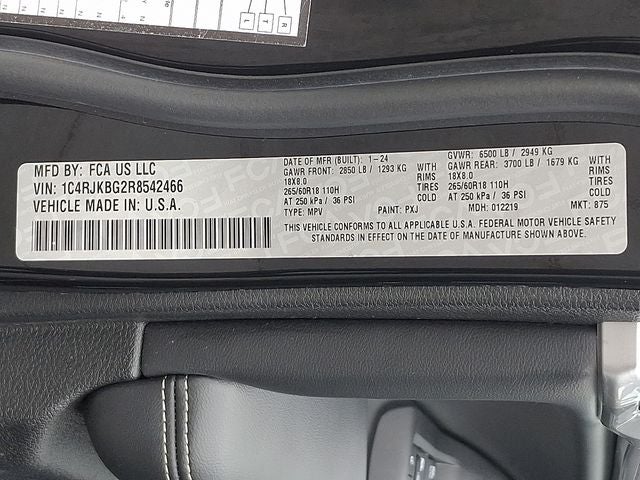 MFD BY: FCA US LLC
VIN: 1C4RJKBG2R8542466
VEHICLE MADE IN: U.S.A.
DATE OF MFR (BUILT): 1-24
GAWR FRONT: 2850 LB / 1293 KG WITH
18X8.0 RIMS
265/60R18 110H
AT 250 kPa / 36 PSI COLD
TYPE: MPV PAINT: PXJ
GVWR: 6500 LB / 2949 KG
GAWR REAR: 3700 LB / 1679 KG WITH
18X8.0 RIMS
265/60R18 110H
AT 250 kPa / 36 PSI COLD
MDH: 012219 MKT: 875
THIS VEHICLE CONFORMS TO ALL APPLICABLE U.S.A. FEDERAL MOTOR VEHICLE SAFETY
STANDARDS IN EFFECT ON THE DATE OF MANUFACTURE SHOWN ABOVE.